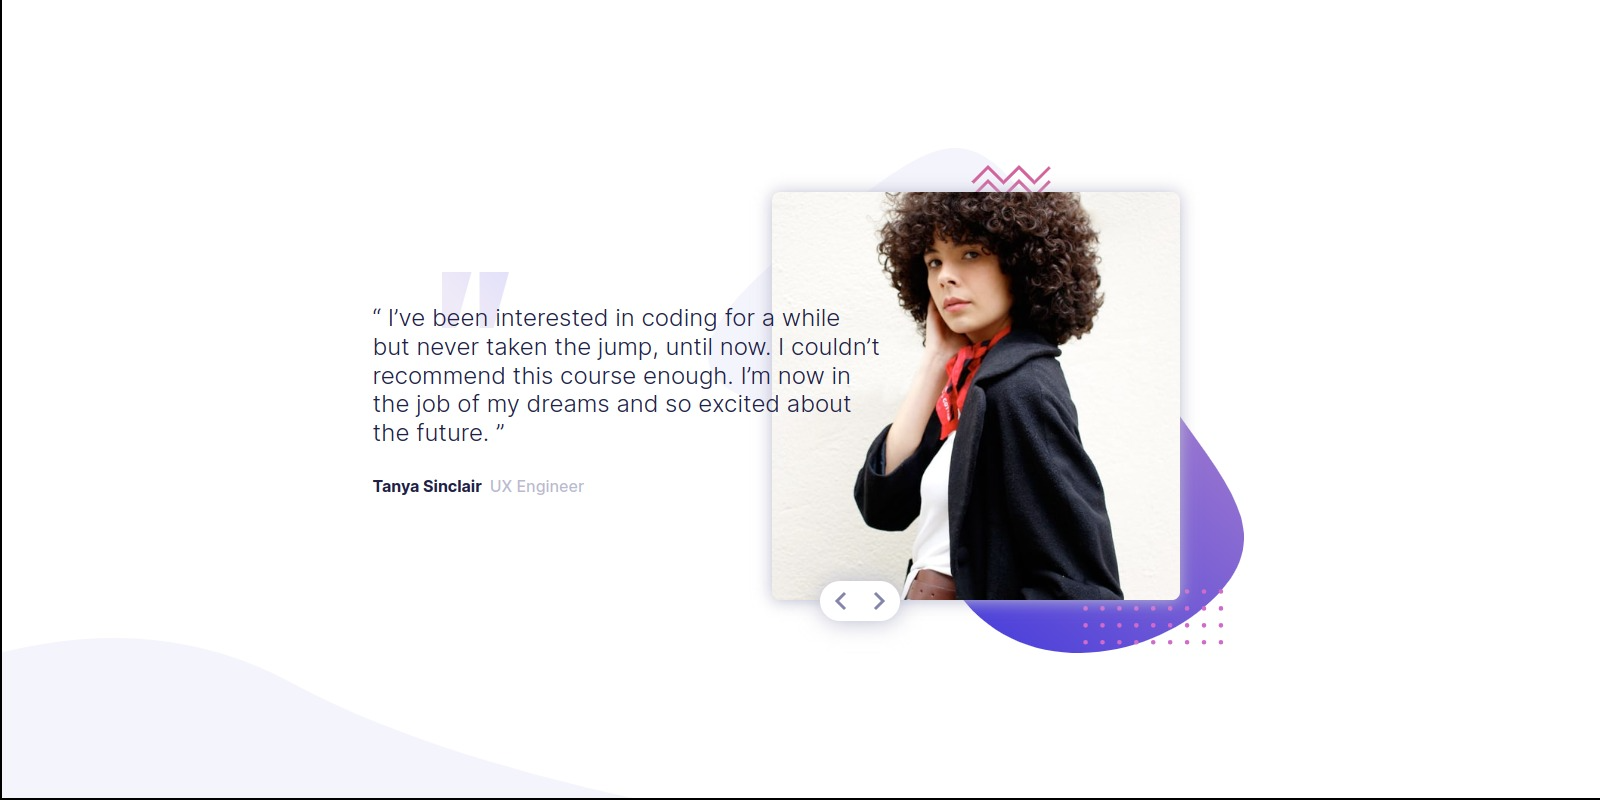 “ I’ve been interested in coding for a while
but never taken the jump, until now. I couldn’t
recommend this course enough. I’m now in
the job of my dreams and so excited about
the future. ”
Tanya Sinclair UX Engineer